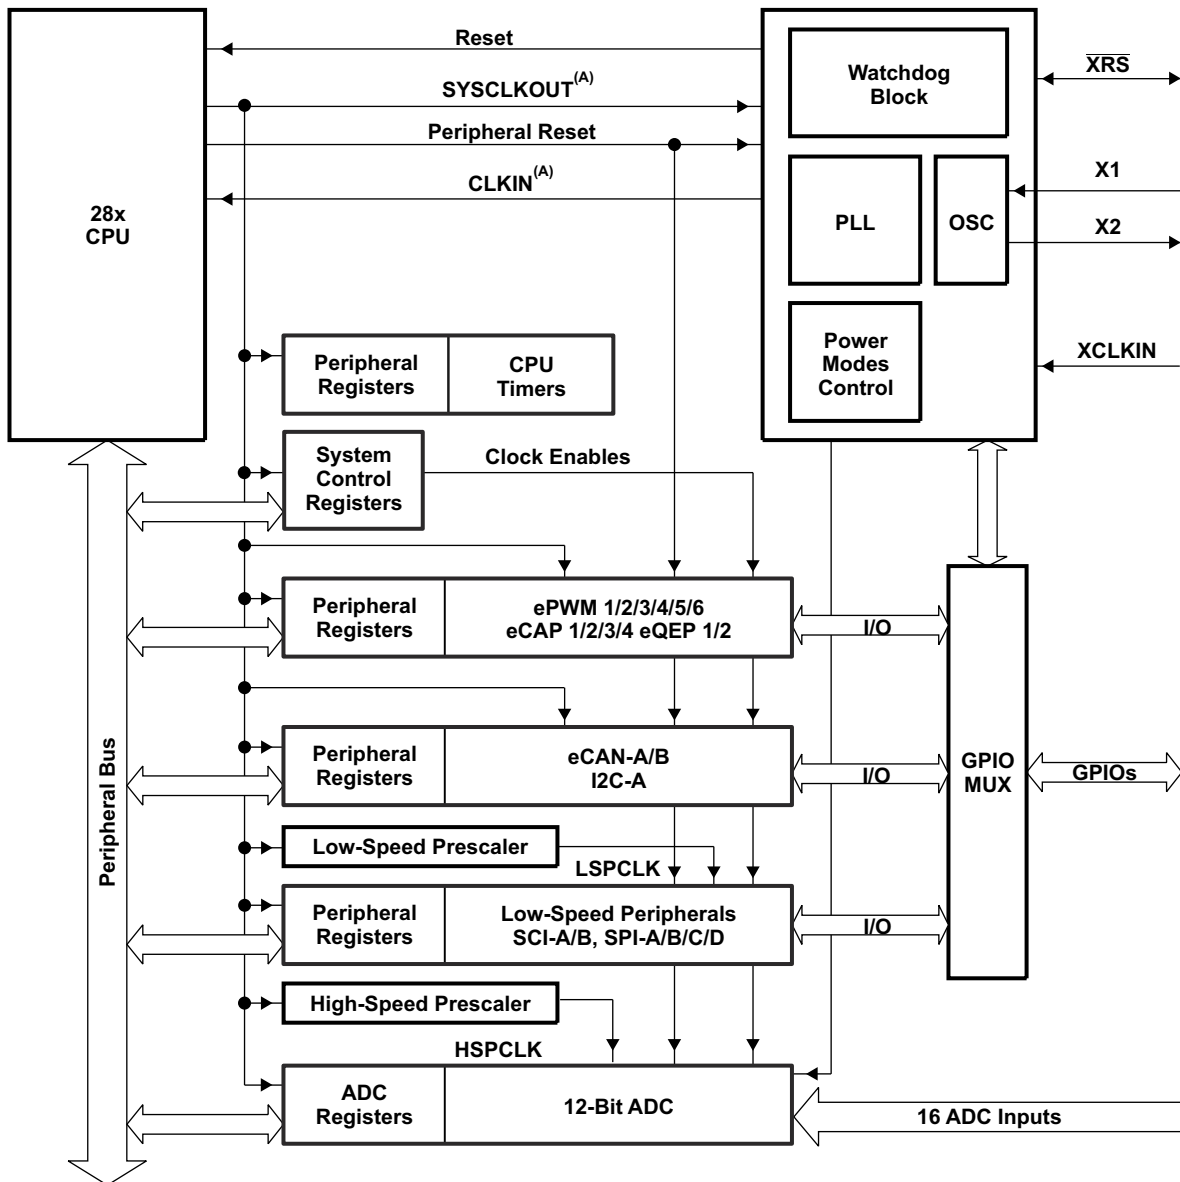 Reset
Watchdog
Block
XRS
SYSCLKOUT(A)
Peripheral Reset
CLKIN(A)
X1
28x
CPU
PLL
OSC
X2
Power
Modes
Control
XCLKIN
Peripheral
Registers
CPU
Timers
System
Control
Registers
Clock Enables
Peripheral
Registers
ePWM 1/2/3/4/5/6
eCAP 1/2/3/4 eQEP 1/2
I/O
Peripheral Bus
Peripheral
Registers
eCAN-A/B
I2C-A
I/O
GPIO
MUX
GPIOs
Low-Speed Prescaler
LSPCLK
Peripheral
Registers
Low-Speed Peripherals
SCI-A/B, SPI-A/B/C/D
I/O
High-Speed Prescaler
HSPCLK
ADC
Registers
12-Bit ADC
16 ADC Inputs